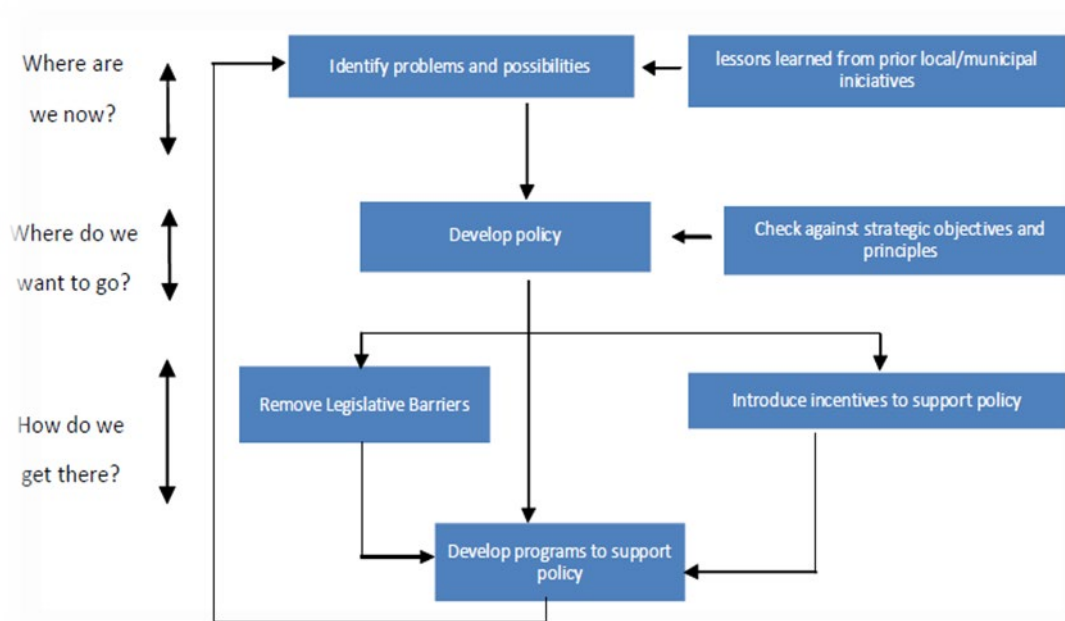 Where are
we now?
Identify problems and possibilities
lessons learned from prior local/municipal
iniciatives
Where do we
want to go?
Develop policy
Check against strategic objectives and
principles
How do we
get there?
Remove Legislative Barriers
Introduce incentives to support policy
Develop programs to support
policy